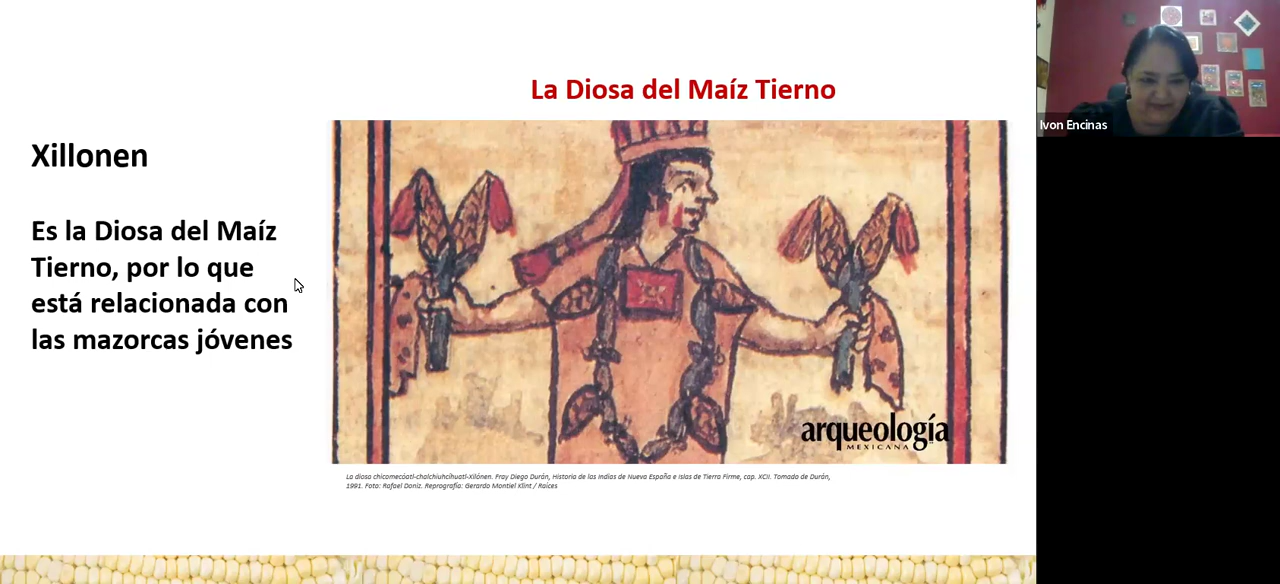 La Diosa del Maíz Tierno
Xillonen
Es la Diosa del Maíz
Tierno, por lo que
está relacionada con
las mazorcas jóvenes
arqueología
MEXICANA
La diosa chicomecóatl-chalchiuhcíhuatl-Xilónen. Fray Diego Durán, Historia de las Indias de Nueva España e Islas de Tierra Firme, cap. XCII. Tomado de Durán,
1991. Foto: Rafael Doniz. Reprografía: Gerardo Montiel Klint / Raíces
Ivon Encinas